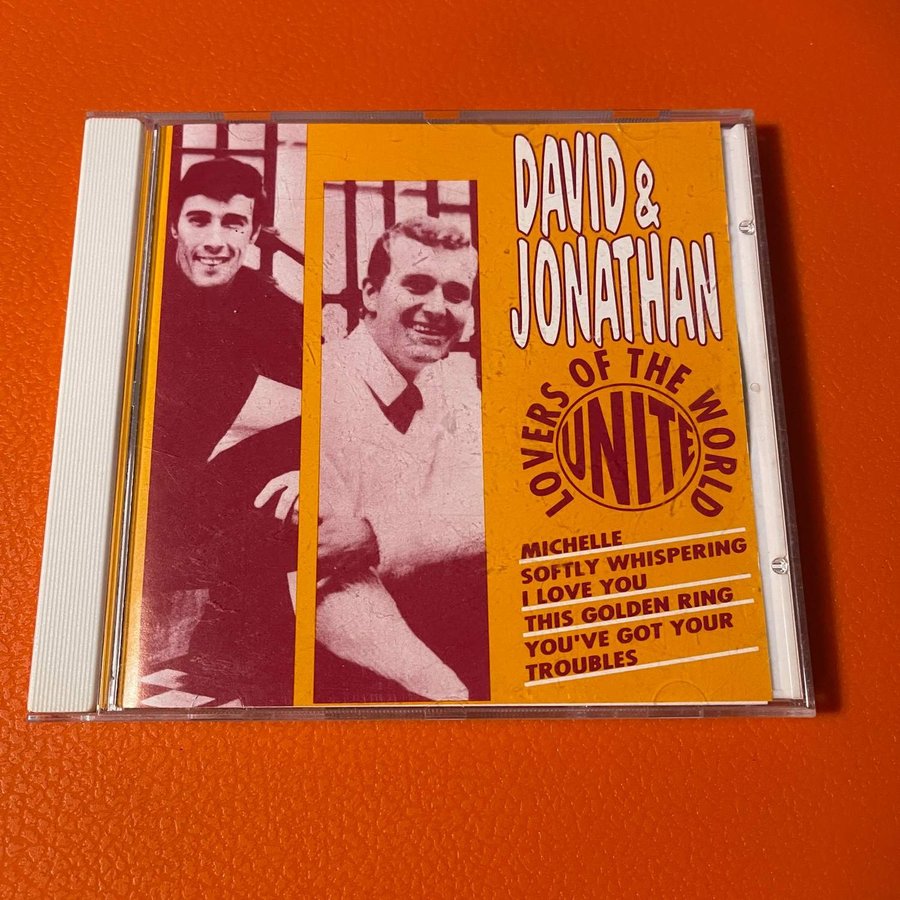 DAVID &
JONATHAN
LOVERS OF THE WORLD
UNITE
MICHELLE
SOFTLY WHISPERING
I LOVE YOU
THIS GOLDEN RING
YOU'VE GOT YOUR
TROUBLES